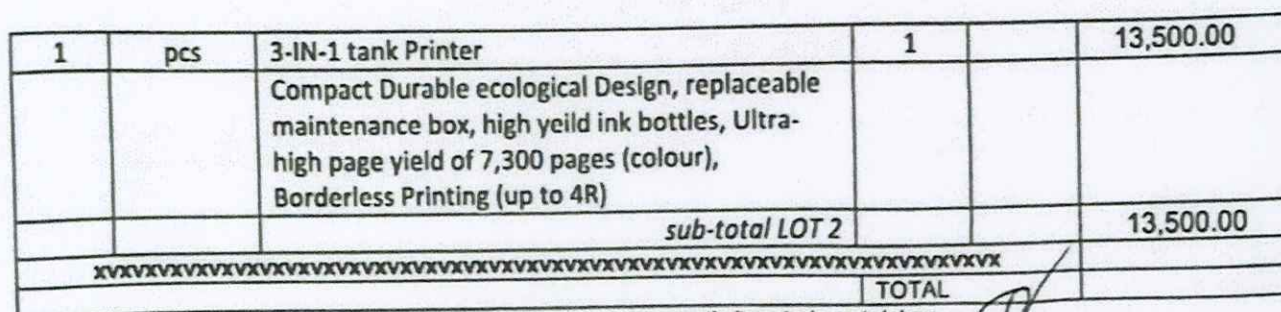 1 pcs 3-IN-1 tank Printer 1 13,500.00
Compact Durable ecological Design, replaceable
maintenance box, high yeild ink bottles, Ultra-
high page yield of 7,300 pages (colour),
Borderless Printing (up to 4R)
sub-total LOT 2 13,500.00
xvxvxvxvxvxvxvxvxvxvxvxvxvxvxvxvxvxvxvxvxvxvxvxvxvxvxvxvxvxvxvxvxvxvxvxvx
TOTAL